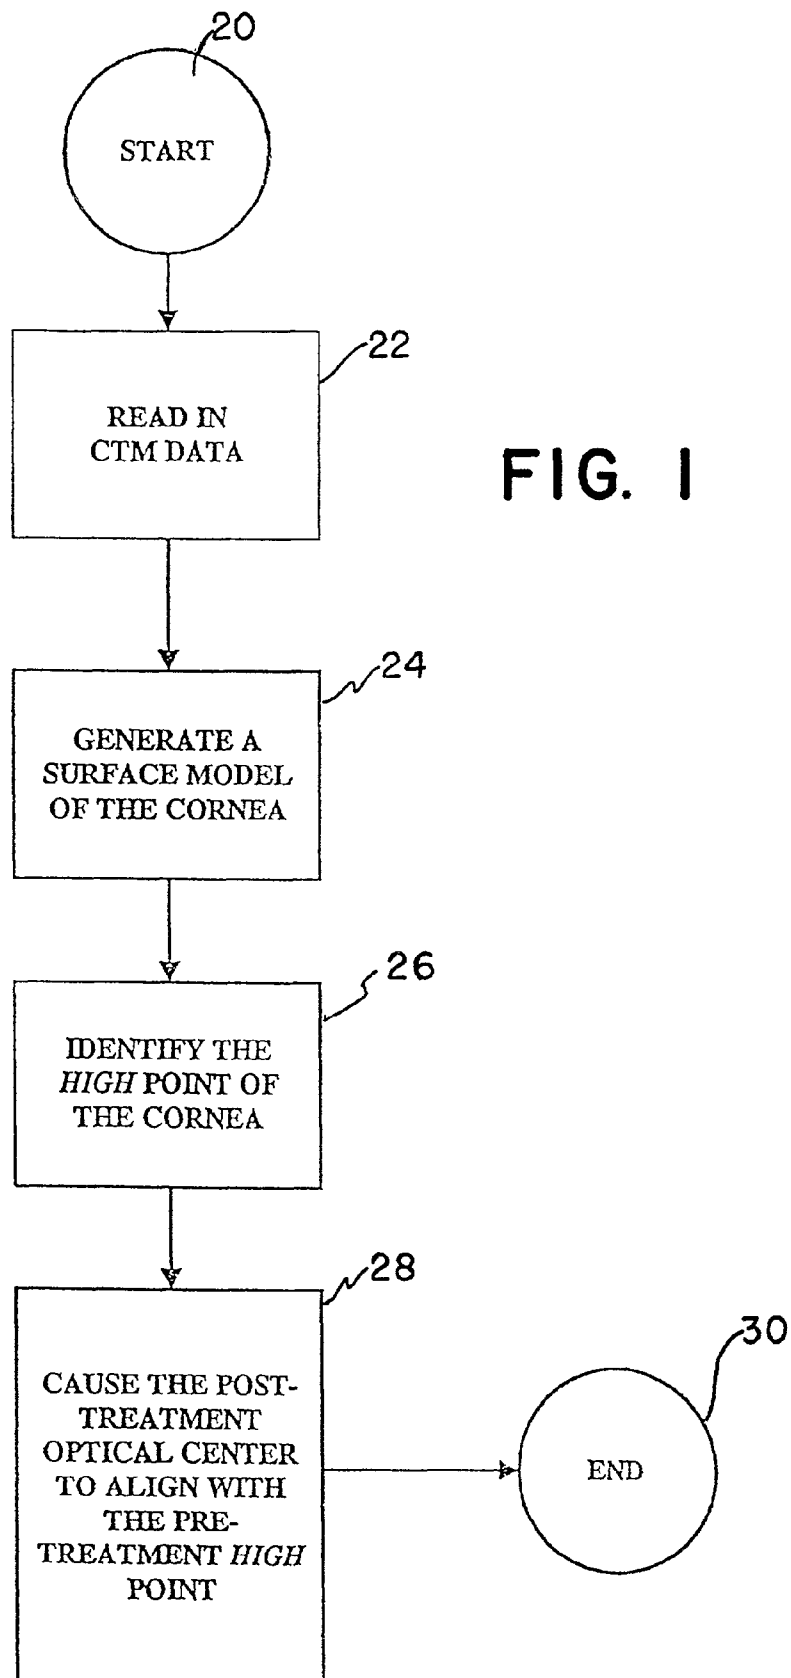 20
START
22
READ IN
CTM DATA
FIG. 1
24
GENERATE A
SURFACE MODEL
OF THE CORNEA
26
IDENTIFY THE
HIGH POINT OF
THE CORNEA
28
CAUSE THE POST-
TREATMENT
OPTICAL CENTER
TO ALIGN WITH
THE PRE-
TREATMENT HIGH
POINT
30
END